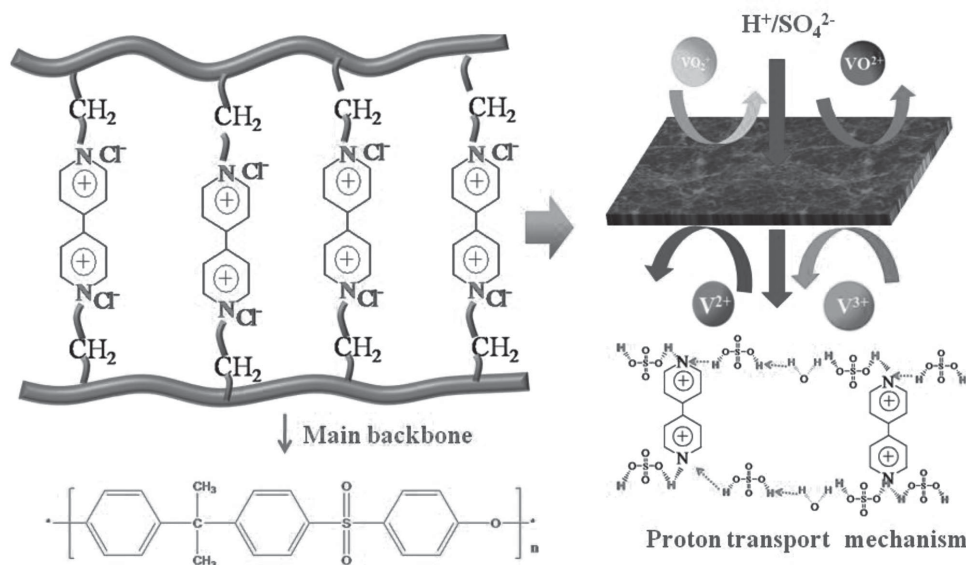 H⁺/SO₄²⁻
VO₂⁺ VO²⁺
CH₂ CH₂ CH₂ CH₂
N Cl⁻ N Cl⁻ N Cl⁻ N Cl⁻
+ + + +
+ + + +
N Cl⁻ N Cl⁻ N Cl⁻ N Cl⁻
CH₂ CH₂ CH₂ CH₂
V²⁺ V³⁺
Main backbone
CH₃
* C S O * n
CH₃
O
O
N N
+ +
+ +
N N
Proton transport mechanism